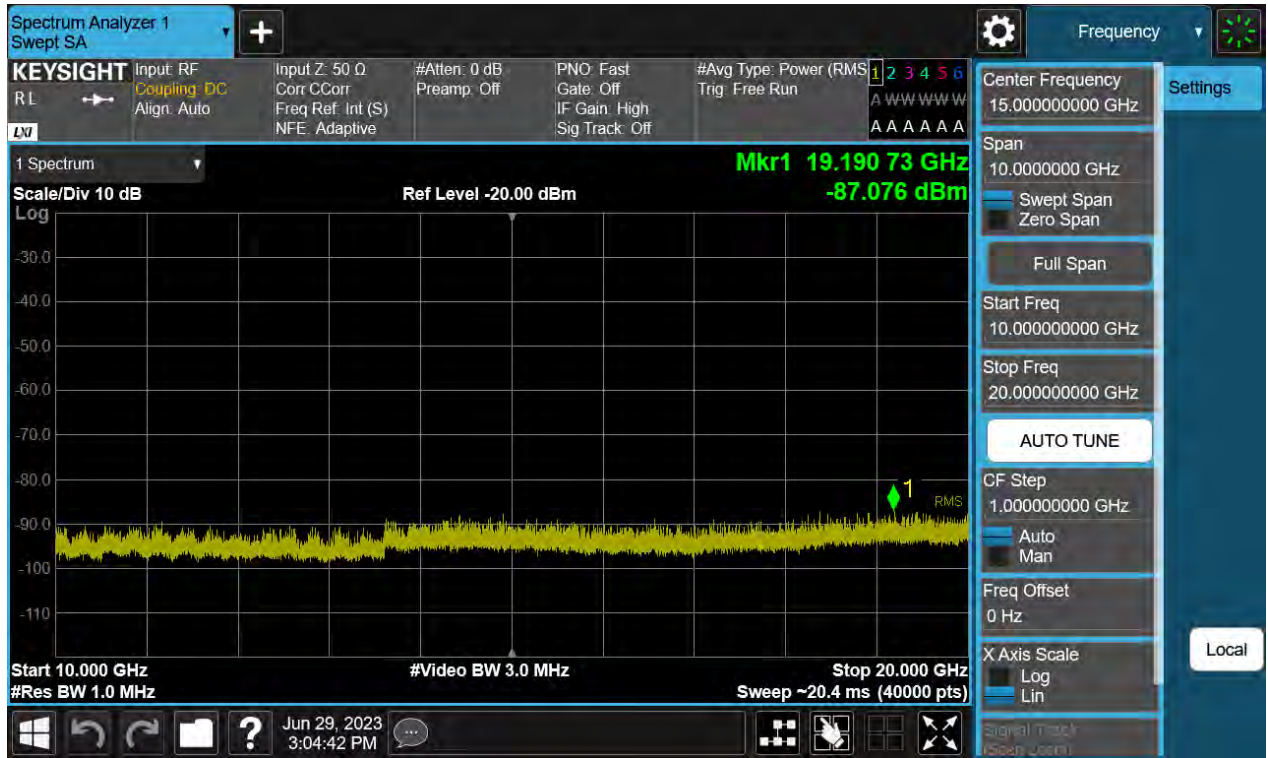 Spectrum Analyzer 1
Swept SA
Frequency
KEYSIGHT
RL
LXI
Input: RF
Coupling: DC
Align: Auto
Input Z: 50 Ω
Corr CCorr
Freq Ref: Int (S)
NFE: Adaptive
#Atten: 0 dB
Preamp: Off
PNO: Fast
Gate: Off
IF Gain: High
Sig Track: Off
#Avg Type: Power (RMS
Trig: Free Run
1 2 3 4 5 6
A W W W W W
A A A A A A
1 Spectrum
Scale/Div 10 dB
Ref Level -20.00 dBm
Mkr1 19.190 73 GHz
-87.076 dBm
Log
-30.0
-40.0
-50.0
-60.0
-70.0
-80.0
-90.0
-100
-110
1
RMS
Start 10.000 GHz
#Video BW 3.0 MHz
Stop 20.000 GHz
#Res BW 1.0 MHz
Sweep ~20.4 ms (40000 pts)
Jun 29, 2023
3:04:42 PM
Center Frequency
15.000000000 GHz
Span
10.0000000 GHz
Swept Span
Zero Span
Full Span
Start Freq
10.000000000 GHz
Stop Freq
20.000000000 GHz
AUTO TUNE
CF Step
1.000000000 GHz
Auto
Man
Freq Offset
0 Hz
X Axis Scale
Log
Lin
Signal Track
(Span Zoom)
Settings
Local